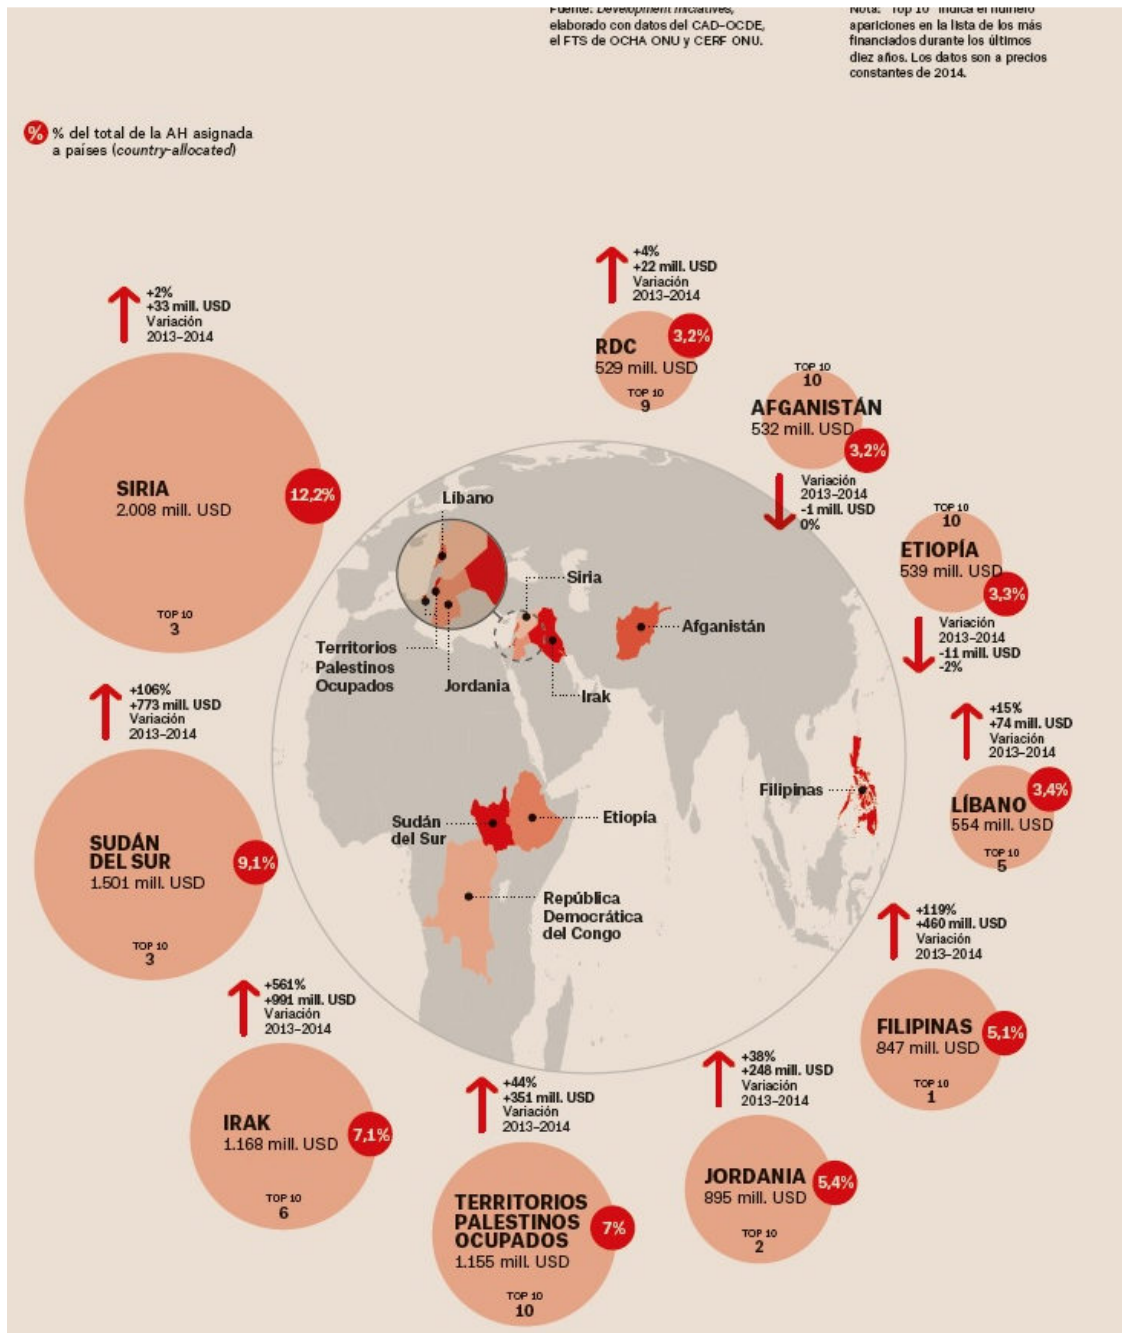 Fuente: Development Initiatives,
elaborado con datos del CAD-OCDE,
el FTS de OCHA ONU y CERF ONU.
Nota: "Top 10" indica el número
apariciones en la lista de los más
financiados durante los últimos
diez años. Los datos son a precios
constantes de 2014.
% % del total de la AH asignada
a países (country-allocated)
+4%
+22 mill. USD
Variación
2013–2014
RDC
529 mill. USD
3,2%
TOP 10
9
+2%
+33 mill. USD
Variación
2013–2014
SIRIA
2.008 mill. USD
12,2%
TOP 10
3
TOP 10
10
AFGANISTÁN
532 mill. USD
3,2%
Variación
2013–2014
-1 mill. USD
0%
TOP 10
10
ETIOPÍA
539 mill. USD
3,3%
Variación
2013–2014
-11 mill. USD
-2%
Líbano
Siria
Afganistán
Territorios
Palestinos
Ocupados
Jordania
Irak
Filipinas
Sudán
del Sur
Etiopía
República
Democrática
del Congo
+106%
+773 mill. USD
Variación
2013–2014
SUDÁN
DEL SUR
1.501 mill. USD
9,1%
TOP 10
3
+15%
+74 mill. USD
Variación
2013–2014
LÍBANO
554 mill. USD
3,4%
TOP 10
5
+119%
+460 mill. USD
Variación
2013–2014
FILIPINAS
847 mill. USD
5,1%
TOP 10
1
+561%
+991 mill. USD
Variación
2013–2014
IRAK
1.168 mill. USD
7,1%
TOP 10
6
+44%
+351 mill. USD
Variación
2013–2014
TERRITORIOS
PALESTINOS
OCUPADOS
1.155 mill. USD
7%
TOP 10
10
+38%
+248 mill. USD
Variación
2013–2014
JORDANIA
895 mill. USD
5,4%
TOP 10
2